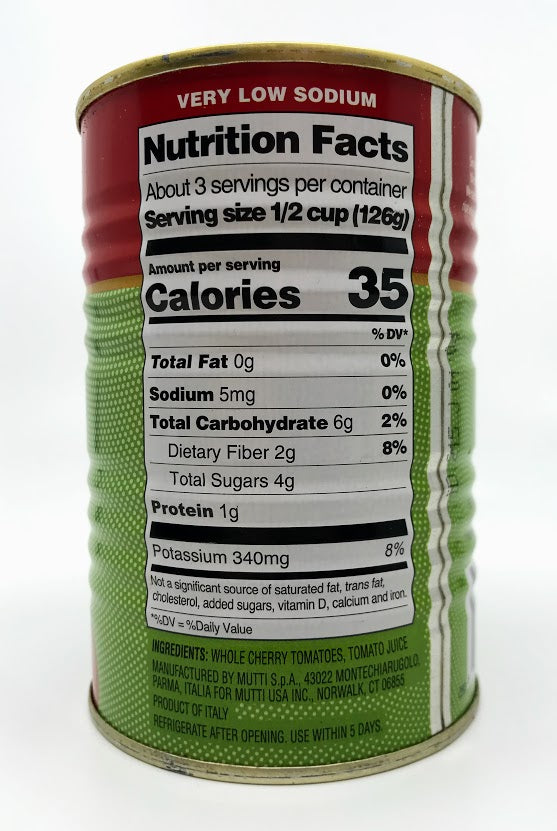 VERY LOW SODIUM
Nutrition Facts
About 3 servings per container
Serving size 1/2 cup (126g)
Amount per serving
Calories 35
% DV*
Total Fat 0g 0%
Sodium 5mg 0%
Total Carbohydrate 6g 2%
Dietary Fiber 2g 8%
Total Sugars 4g
Protein 1g
Potassium 340mg 8%
Not a significant source of saturated fat, trans fat,
cholesterol, added sugars, vitamin D, calcium and iron.
*%DV = %Daily Value
INGREDIENTS: WHOLE CHERRY TOMATOES, TOMATO JUICE
MANUFACTURED BY MUTTI S.p.A., 43022 MONTECHIARUGOLO,
PARMA, ITALIA FOR MUTTI USA INC., NORWALK, CT 06855
PRODUCT OF ITALY
REFRIGERATE AFTER OPENING. USE WITHIN 5 DAYS.